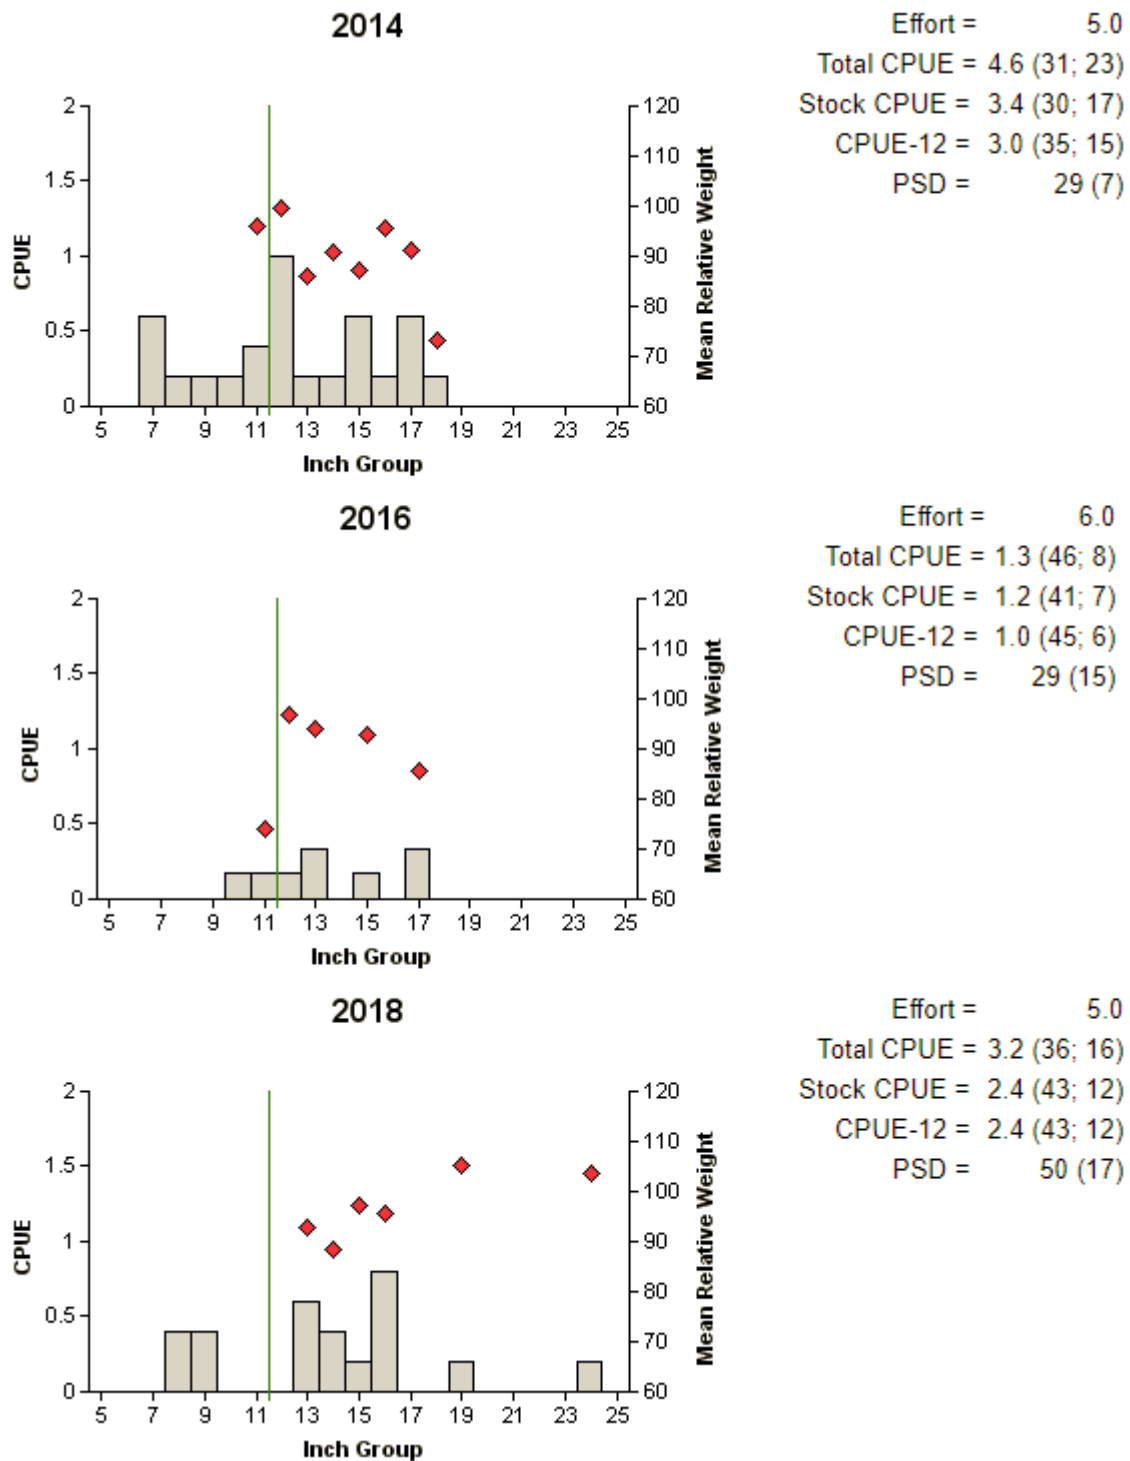 2014
Effort = 5.0
Total CPUE = 4.6 (31; 23)
Stock CPUE = 3.4 (30; 17)
CPUE-12 = 3.0 (35; 15)
PSD = 29 (7)
2 120
110
1.5 100
1 90
80
0.5 70
0 60
CPUE
Mean Relative Weight
5 7 9 11 13 15 17 19 21 23 25
Inch Group
2016
Effort = 6.0
Total CPUE = 1.3 (46; 8)
Stock CPUE = 1.2 (41; 7)
CPUE-12 = 1.0 (45; 6)
PSD = 29 (15)
2 120
110
1.5 100
1 90
80
0.5 70
0 60
CPUE
Mean Relative Weight
5 7 9 11 13 15 17 19 21 23 25
Inch Group
2018
Effort = 5.0
Total CPUE = 3.2 (36; 16)
Stock CPUE = 2.4 (43; 12)
CPUE-12 = 2.4 (43; 12)
PSD = 50 (17)
2 120
110
1.5 100
1 90
80
0.5 70
0 60
CPUE
Mean Relative Weight
5 7 9 11 13 15 17 19 21 23 25
Inch Group